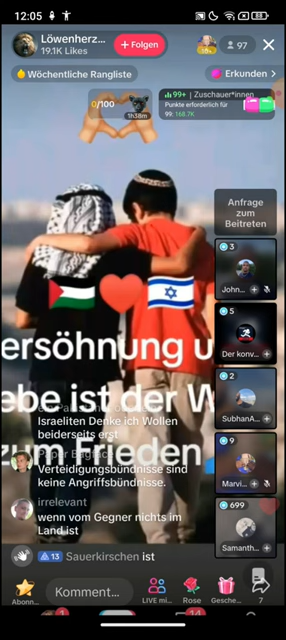 12:05
58
Löwenherz...
19.1K Likes
+ Folgen
10+
97
Wöchentliche Rangliste
Erkunden >
0/100
1h38m
99+ | Zuschauer*innen
Punkte erforderlich für
99: 168.7K
Anfrage
zum
Beitreten
3
John...
5
Der konv...
2
SubhanA...
9
Marvi...
699
Samanth...
ersöhnung u
ebe ist der W
zum Frieden
Israeliten Denke ich Wollen
beiderseits erst
Verteidigungsbündnisse sind
keine Angriffsbündnisse.
irrelevant
wenn vom Gegner nichts im
Land ist
13 Sauerkirschen ist
Abonn...
Komment...
LIVE mi...
Rose
Gesche...
7